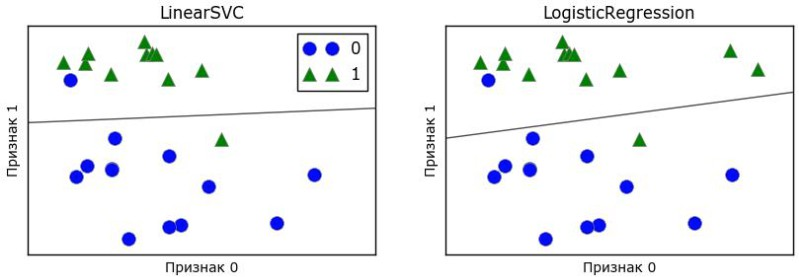 LinearSVC
LogisticRegression
0
1
Признак 1
Признак 0
Признак 1
Признак 0